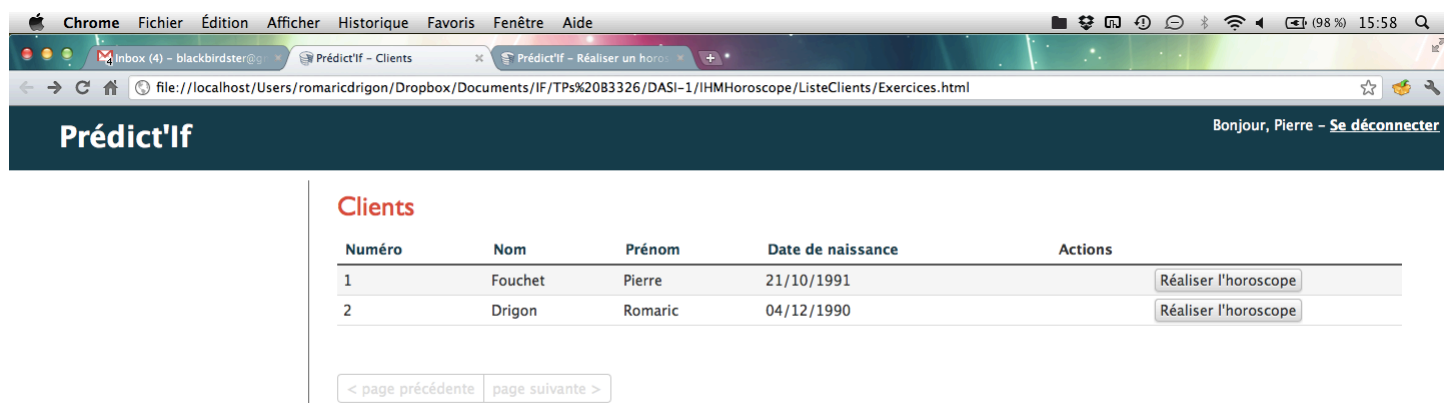 Chrome Fichier Édition Afficher Historique Favoris Fenêtre Aide (98 %) 15:58
4 Inbox (4) – blackbirdster@gr Prédict'If – Clients Prédict'If – Réaliser un horos
file://localhost/Users/romaricdrigon/Dropbox/Documents/IF/TPs%20B3326/DASI-1/IHMHoroscope/ListeClients/Exercices.html
Prédict'If
Bonjour, Pierre – Se déconnecter
Clients
Numéro Nom Prénom Date de naissance Actions
1 Fouchet Pierre 21/10/1991 Réaliser l'horoscope
2 Drigon Romaric 04/12/1990 Réaliser l'horoscope
< page précédente page suivante >